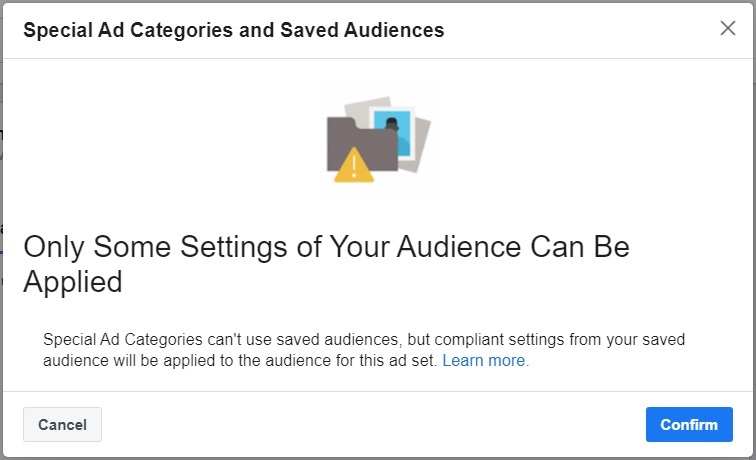 Special Ad Categories and Saved Audiences
Only Some Settings of Your Audience Can Be
Applied
Special Ad Categories can't use saved audiences, but compliant settings from your saved
audience will be applied to the audience for this ad set. Learn more.
Cancel
Confirm